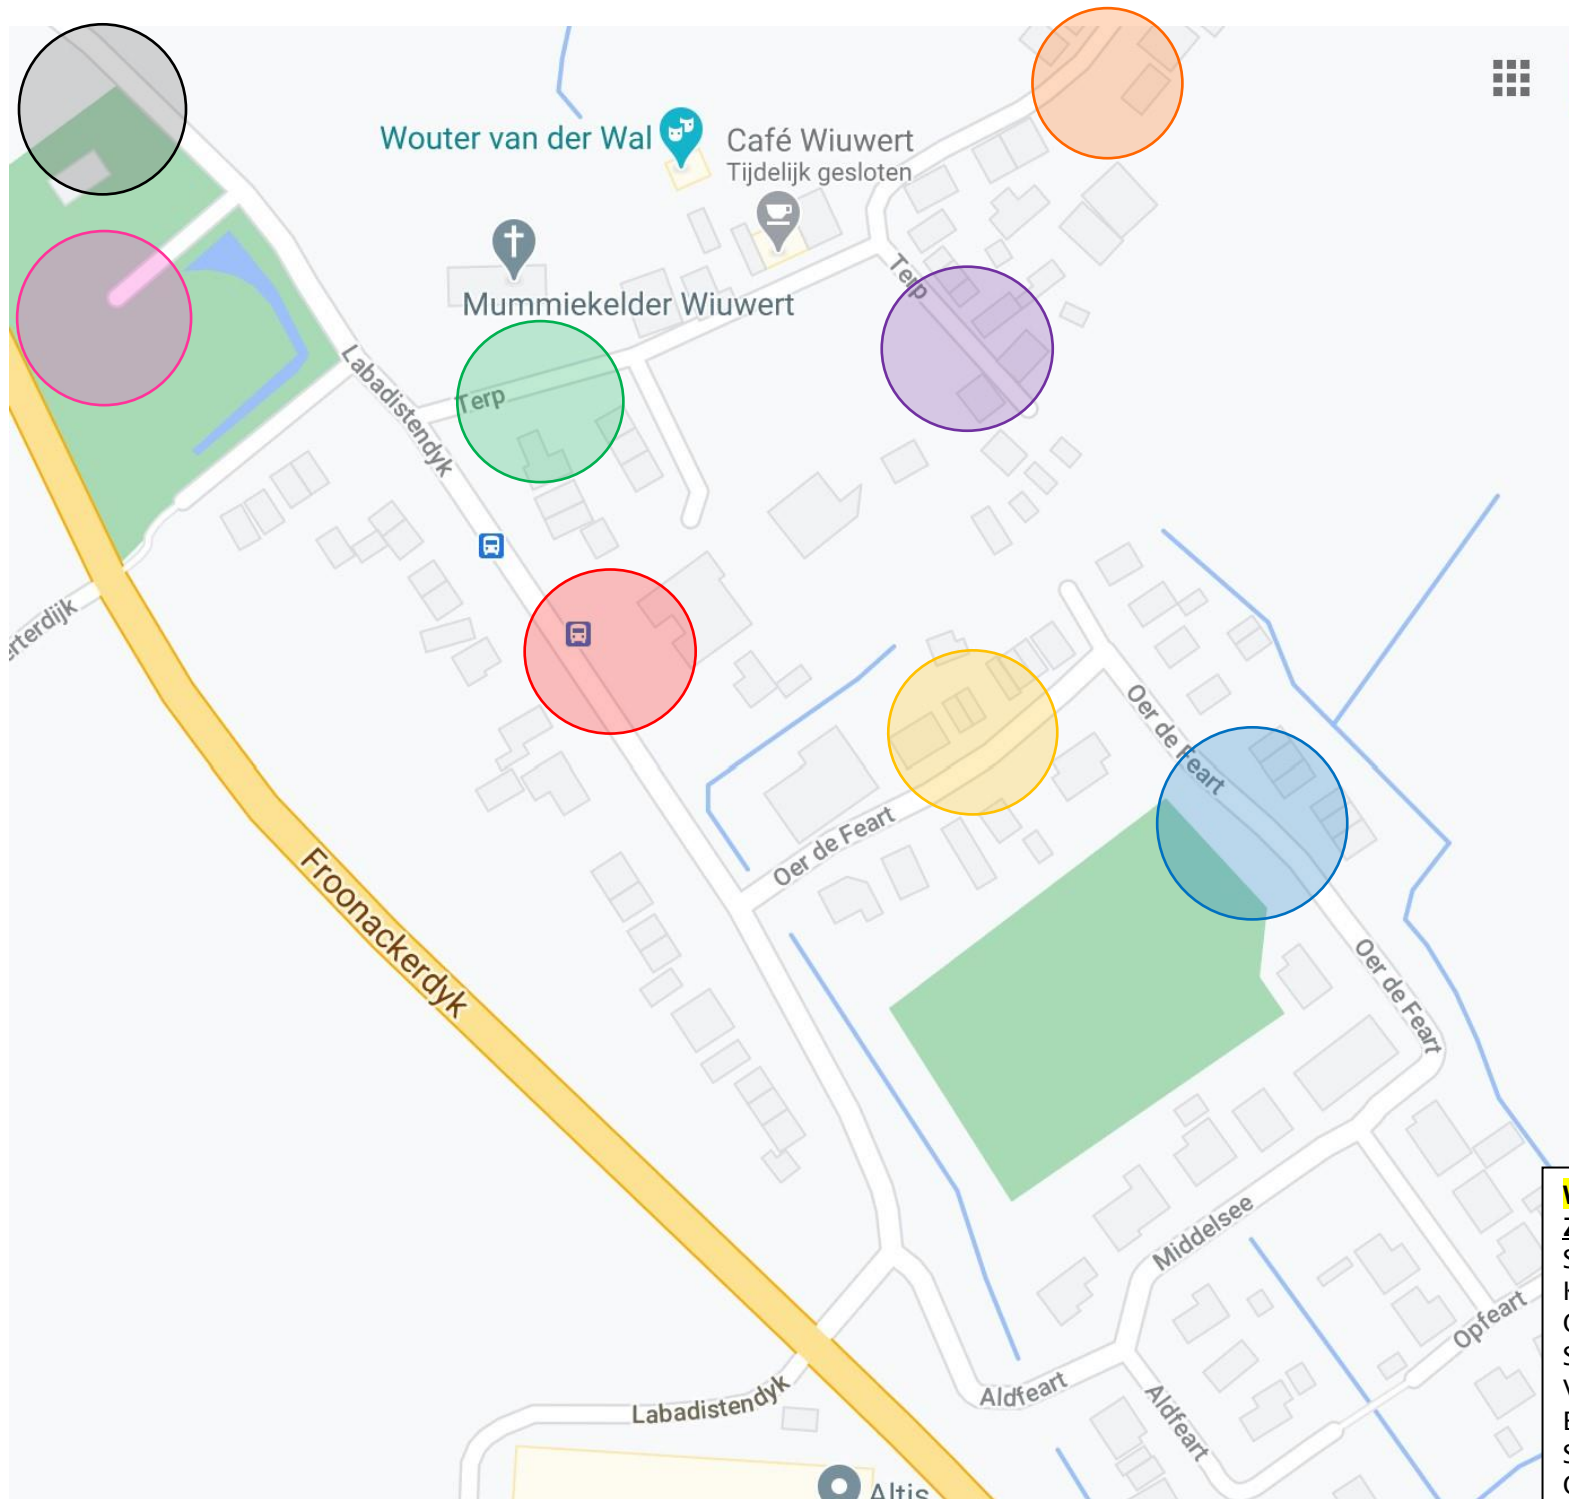 Wouter van der Wal
Café Wiuwert
Tijdelijk gesloten
Mummiekelder Wiuwert
Terp
Terp
Labadistendyk
erterdijk
Oer de Feart
Oer de Feart
Oer de Feart
Froonackerdyk
Middelsee
Opfeart
Aldfeart
Aldfeart
Labadistendyk
Altis